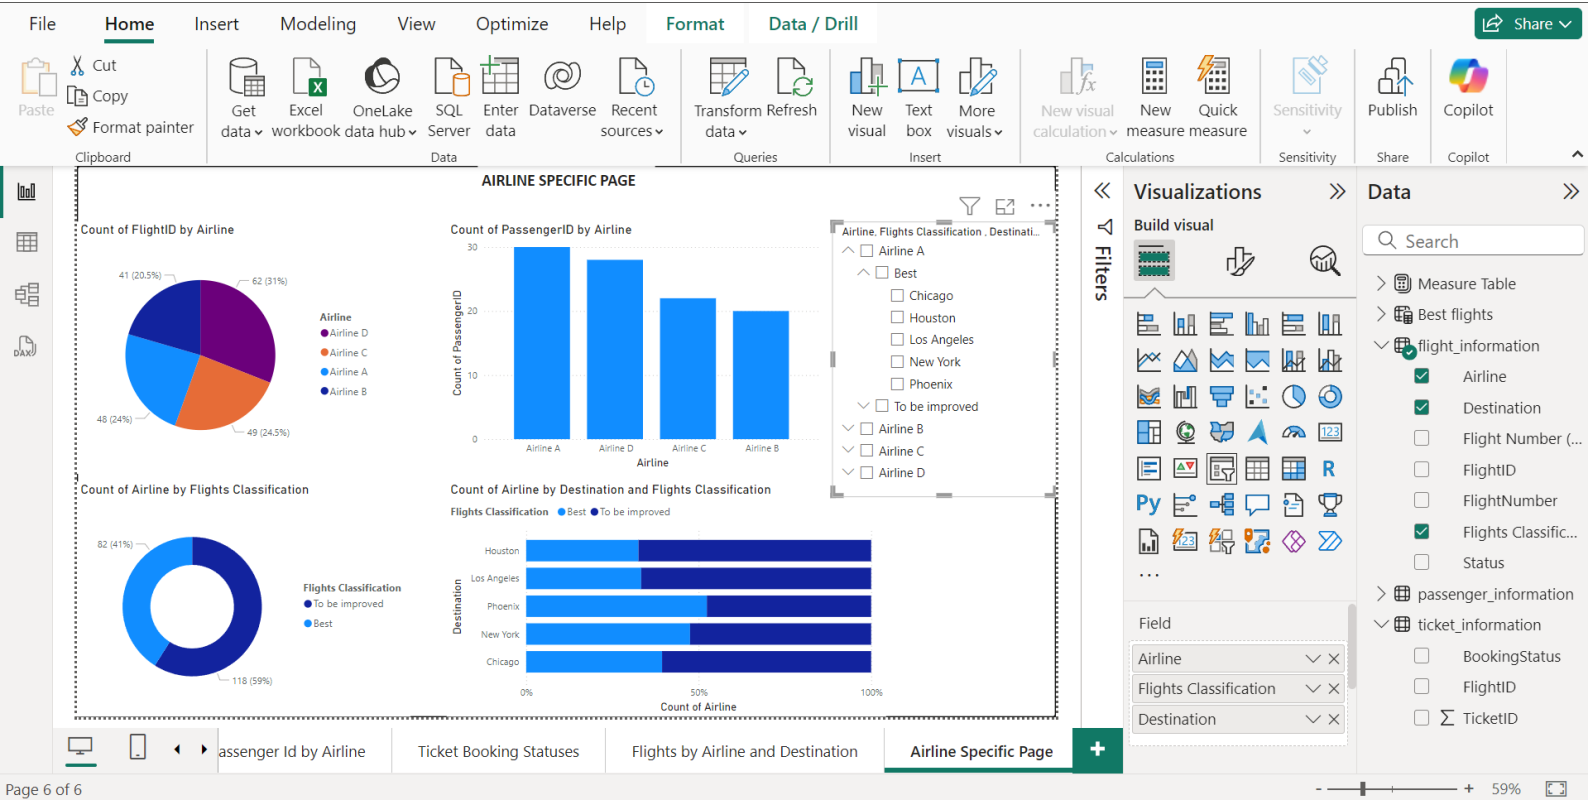 File Home Insert Modeling View Optimize Help Format Data / Drill Share
Paste
Cut
Copy
Format painter
Clipboard
Get data
Excel workbook
OneLake data hub
SQL Server
Enter data
Dataverse
Recent sources
Data
Transform data
Refresh
Queries
New visual
A
Text box
More visuals
Insert
fx
New visual calculation
New measure
Quick measure
Calculations
Sensitivity
Sensitivity
Publish
Share
Copilot
Copilot
DAX
AIRLINE SPECIFIC PAGE
Count of FlightID by Airline
41 (20.5%)
62 (31%)
48 (24%)
49 (24.5%)
Airline
Airline D
Airline C
Airline A
Airline B
Count of PassengerID by Airline
Count of PassengerID
30
20
10
0
Airline A Airline D Airline C Airline B
Airline
Airline, Flights Classification , Destinati...
Airline A
Best
Chicago
Houston
Los Angeles
New York
Phoenix
To be improved
Airline B
Airline C
Airline D
Count of Airline by Flights Classification
82 (41%)
118 (59%)
Flights Classification
To be improved
Best
Count of Airline by Destination and Flights Classification
Flights Classification Best To be improved
Destination
Houston
Los Angeles
Phoenix
New York
Chicago
0% 50% 100%
Count of Airline
Filters
Visualizations
Build visual
123
R
Py
123
...
Field
Airline
Flights Classification
Destination
Data
Search
Measure Table
Best flights
flight_information
Airline
Destination
Flight Number (...
FlightID
FlightNumber
Flights Classific...
Status
passenger_information
ticket_information
BookingStatus
FlightID
Σ TicketID
assenger Id by Airline Ticket Booking Statuses Flights by Airline and Destination Airline Specific Page +
Page 6 of 6
- + 59%